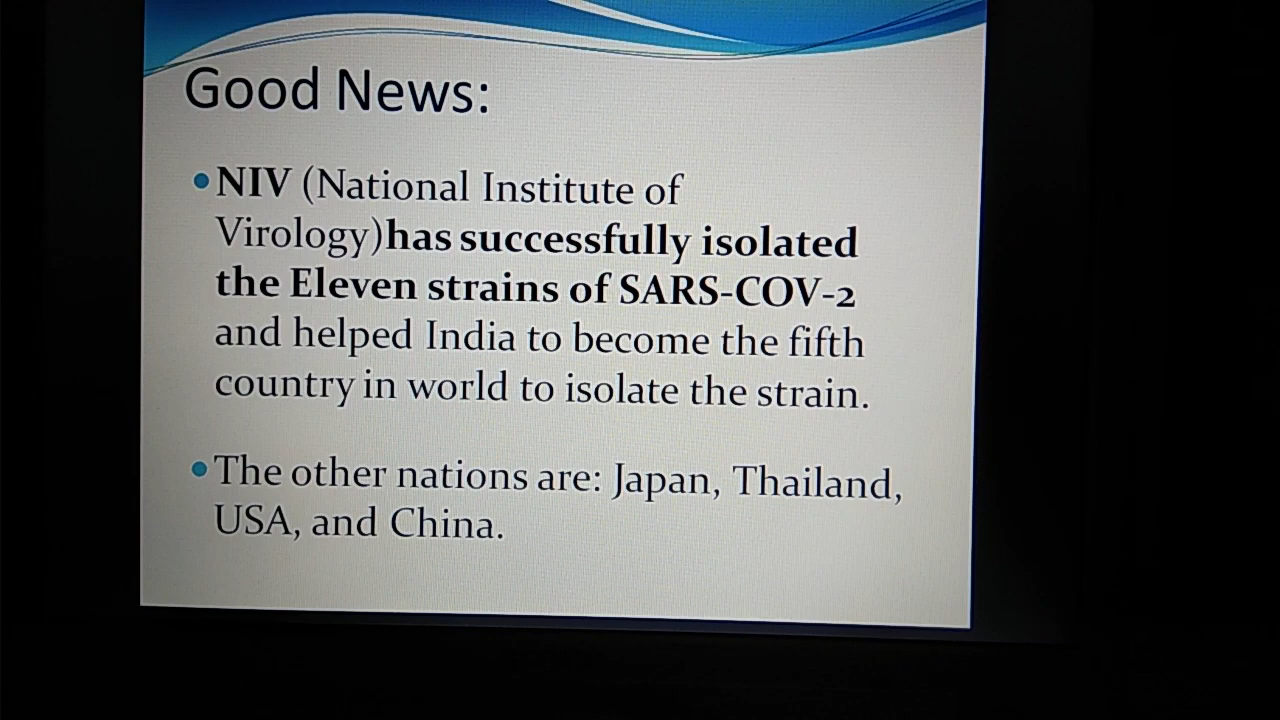 Good News:
•NIV (National Institute of
Virology)has successfully isolated
the Eleven strains of SARS-COV-2
and helped India to become the fifth
country in world to isolate the strain.
•The other nations are: Japan, Thailand,
USA, and China.